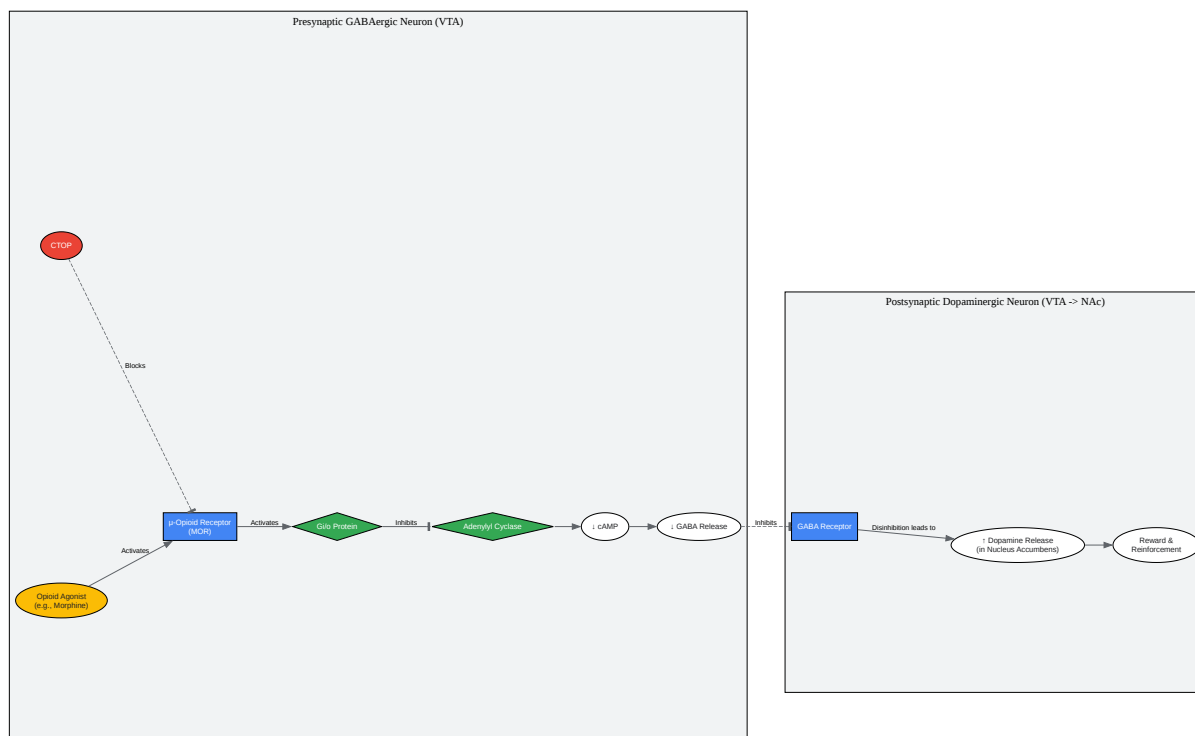 Presynaptic GABAergic Neuron (VTA)
CTOP
Blocks
Postsynaptic Dopaminergic Neuron (VTA -> NAc)
μ-Opioid Receptor
(MOR)
Activates
Gi/o Protein
Inhibits
Adenylyl Cyclase
↓ cAMP
↓ GABA Release
Inhibits
GABA Receptor
Disinhibition leads to
↑ Dopamine Release
(in Nucleus Accumbens)
Reward &
Reinforcement
Activates
Opioid Agonist
(e.g., Morphine)